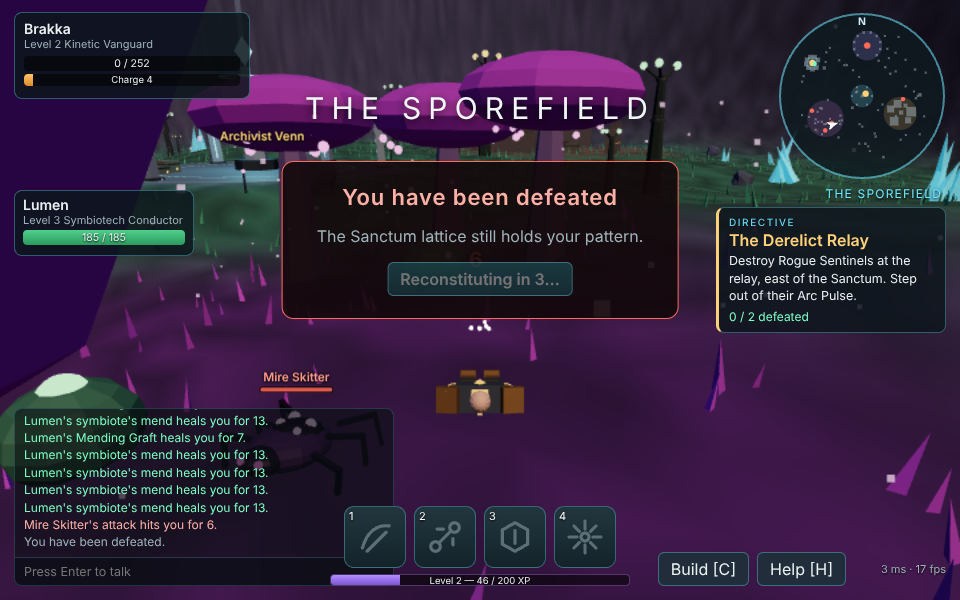 Brakka
Level 2 Kinetic Vanguard
0 / 252
Charge 4
N
THE SPOREFIELD
Archivist Venn
You have been defeated
The Sanctum lattice still holds your pattern.
6
Reconstituting in 3...
Lumen
Level 3 Symbiotech Conductor
185 / 185
THE SPOREFIELD
DIRECTIVE
The Derelict Relay
Destroy Rogue Sentinels at the
relay, east of the Sanctum. Step
out of their Arc Pulse.
0 / 2 defeated
Mire Skitter
Lumen's symbiote's mend heals you for 13.
Lumen's Mending Graft heals you for 7.
Lumen's symbiote's mend heals you for 13.
Lumen's symbiote's mend heals you for 13.
Lumen's symbiote's mend heals you for 13.
Lumen's symbiote's mend heals you for 13.
Mire Skitter's attack hits you for 6.
You have been defeated.
Press Enter to talk
1 2 3 4
Level 2 — 46 / 200 XP
Build [C] Help [H]
3 ms · 17 fps